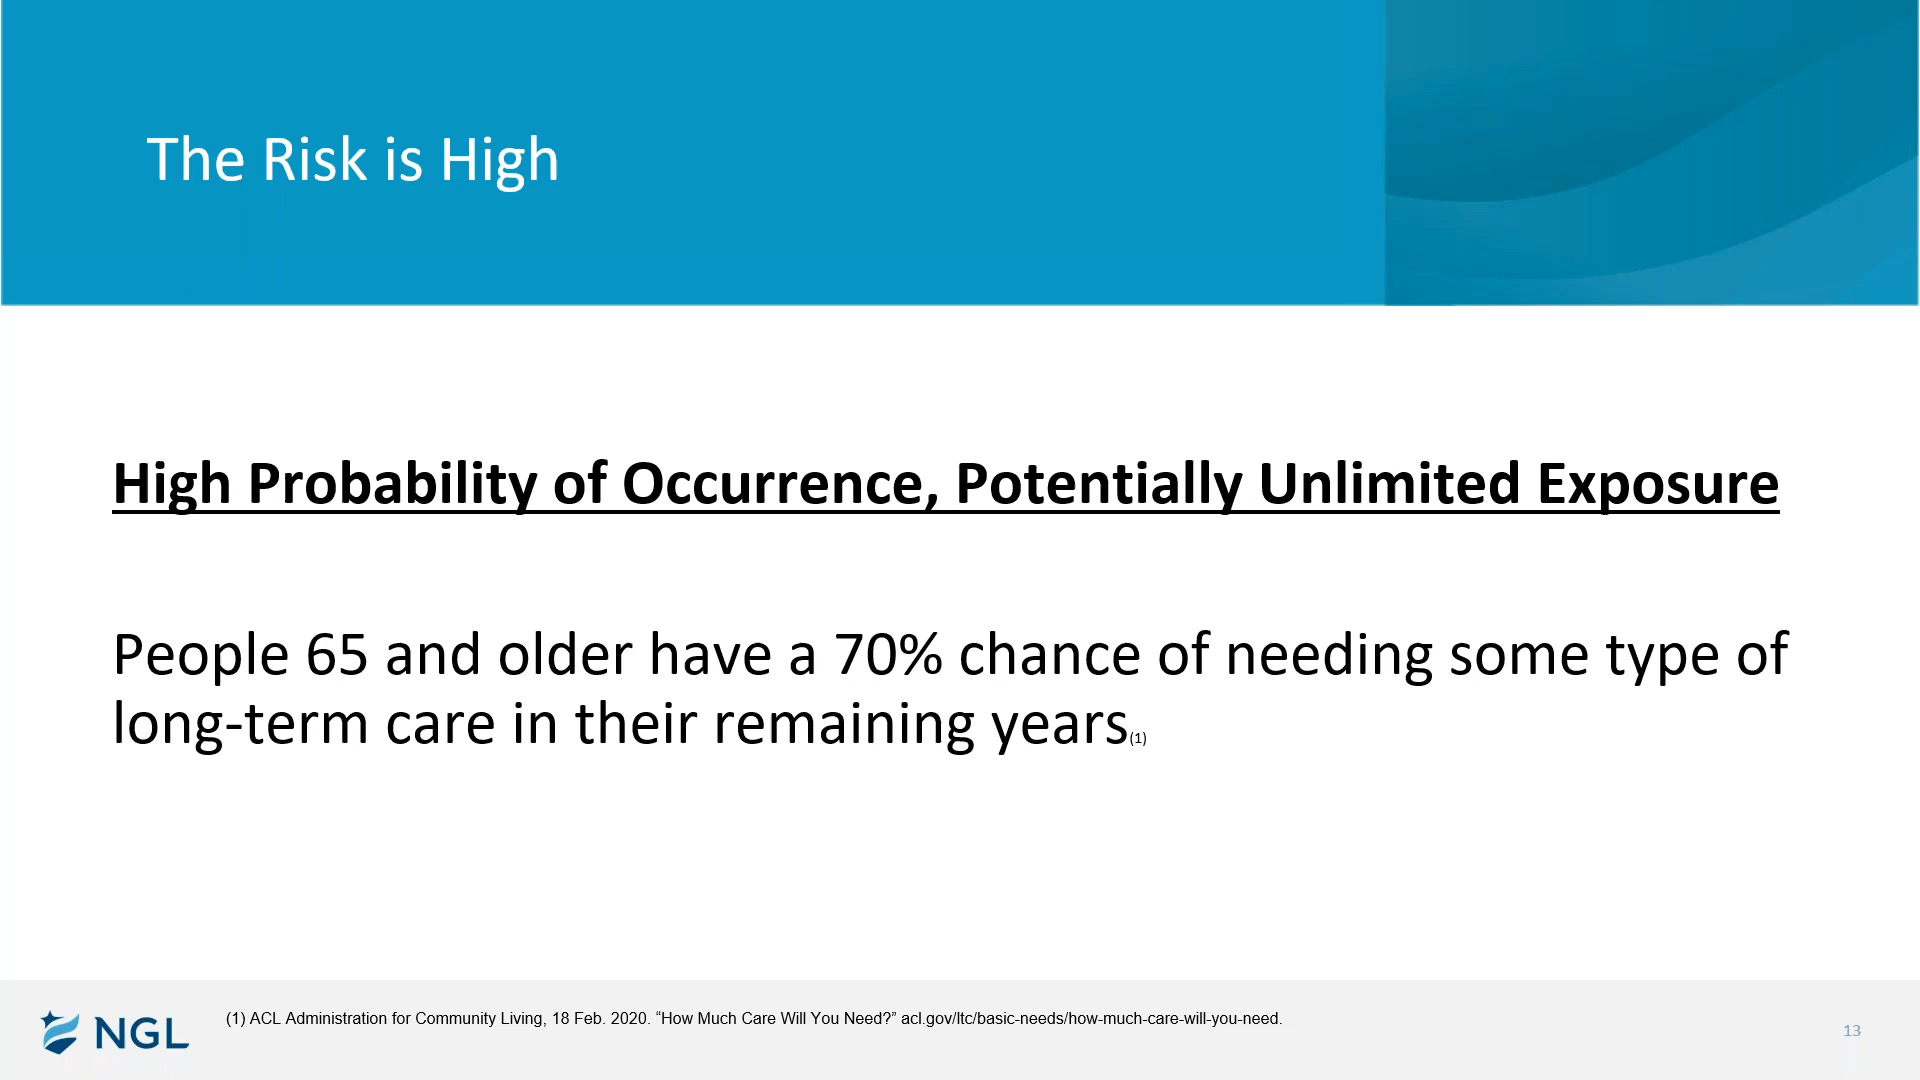 The Risk is High
High Probability of Occurrence, Potentially Unlimited Exposure
People 65 and older have a 70% chance of needing some type of
long-term care in their remaining years(1)
NGL
(1) ACL Administration for Community Living, 18 Feb. 2020. “How Much Care Will You Need?” acl.gov/ltc/basic-needs/how-much-care-will-you-need.
13